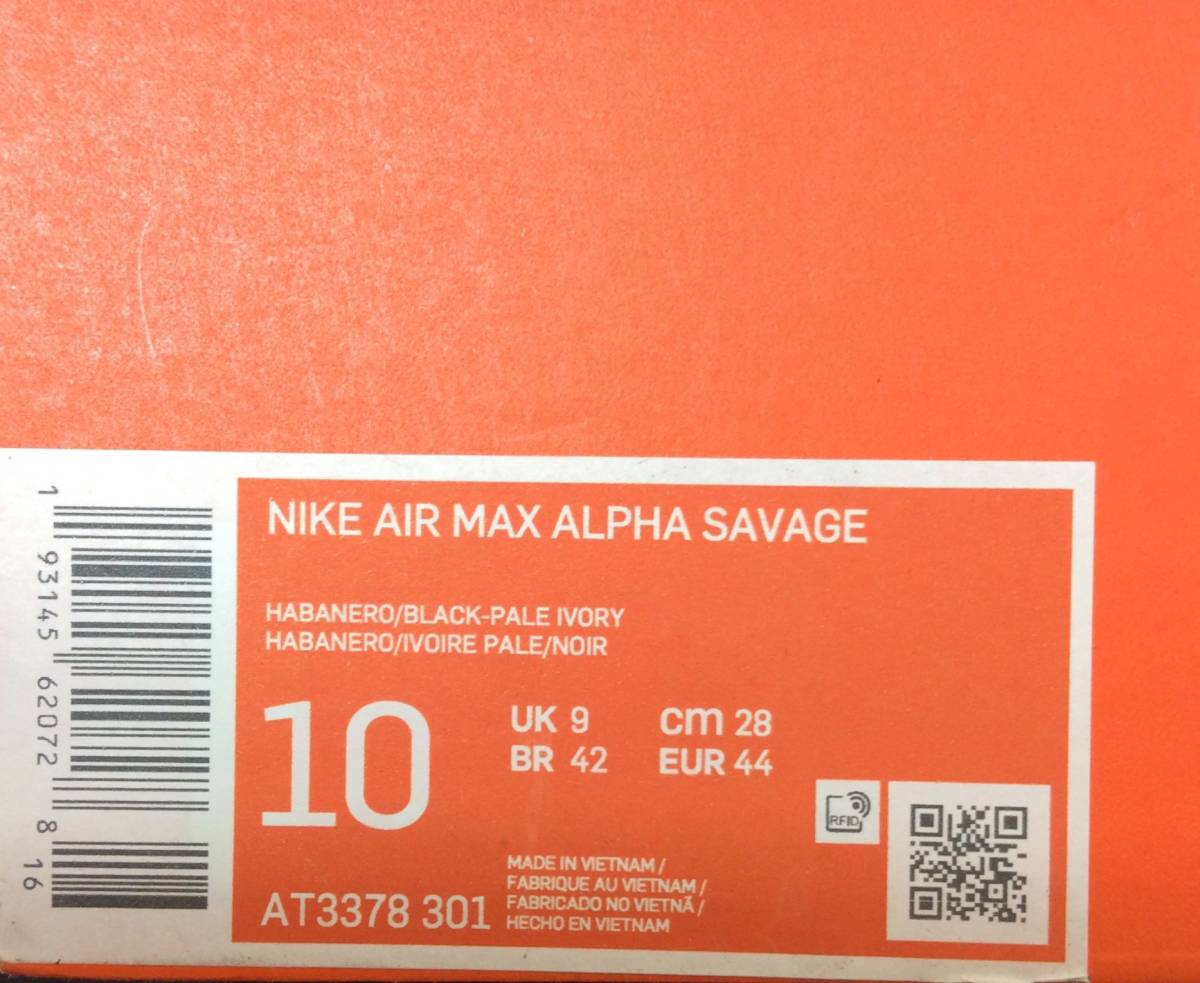 NIKE AIR MAX ALPHA SAVAGE
HABANERO/BLACK-PALE IVORY
HABANERO/IVOIRE PALE/NOIR
10
UK 9
cm 28
BR 42
EUR 44
RFID
MADE IN VIETNAM /
FABRIQUE AU VIETNAM /
FABRICADO NO VIETNÃ /
HECHO EN VIETNAM
AT3378 301
1 93145 62072 8 16